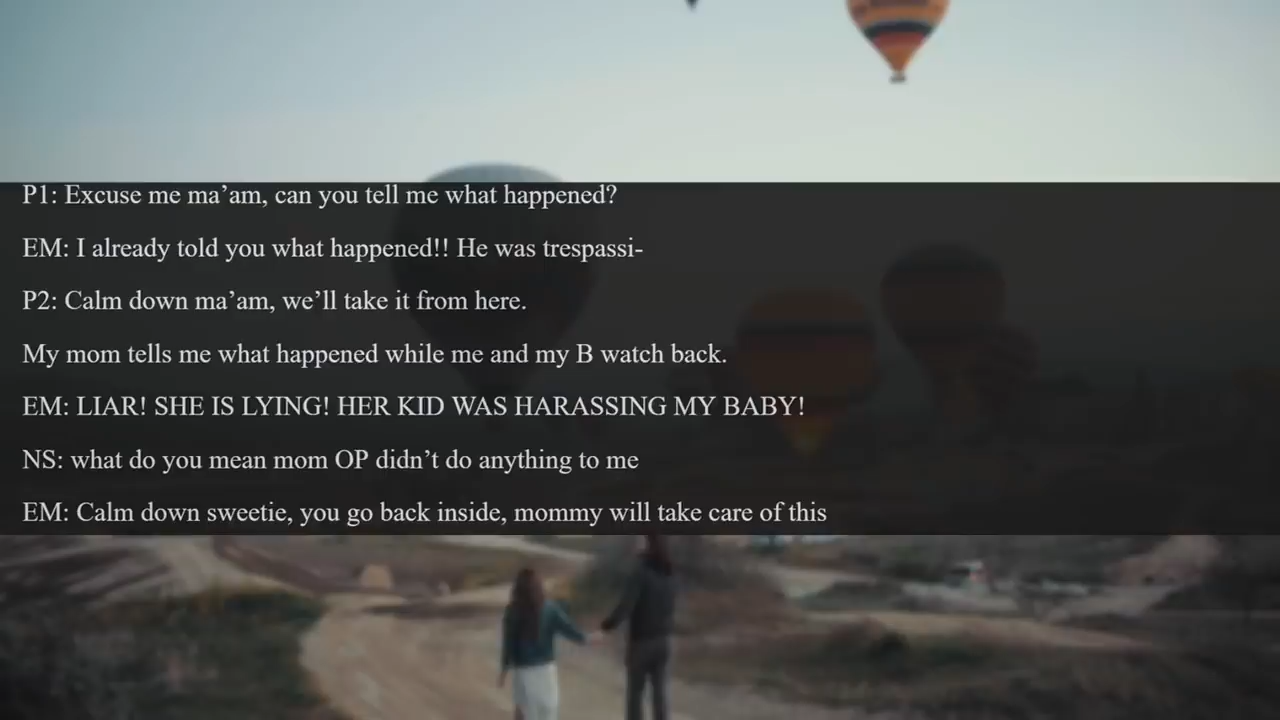 P1: Excuse me ma’am, can you tell me what happened?
EM: I already told you what happened!! He was trespassi-
P2: Calm down ma’am, we’ll take it from here.
My mom tells me what happened while me and my B watch back.
EM: LIAR! SHE IS LYING! HER KID WAS HARASSING MY BABY!
NS: what do you mean mom OP didn’t do anything to me
EM: Calm down sweetie, you go back inside, mommy will take care of this